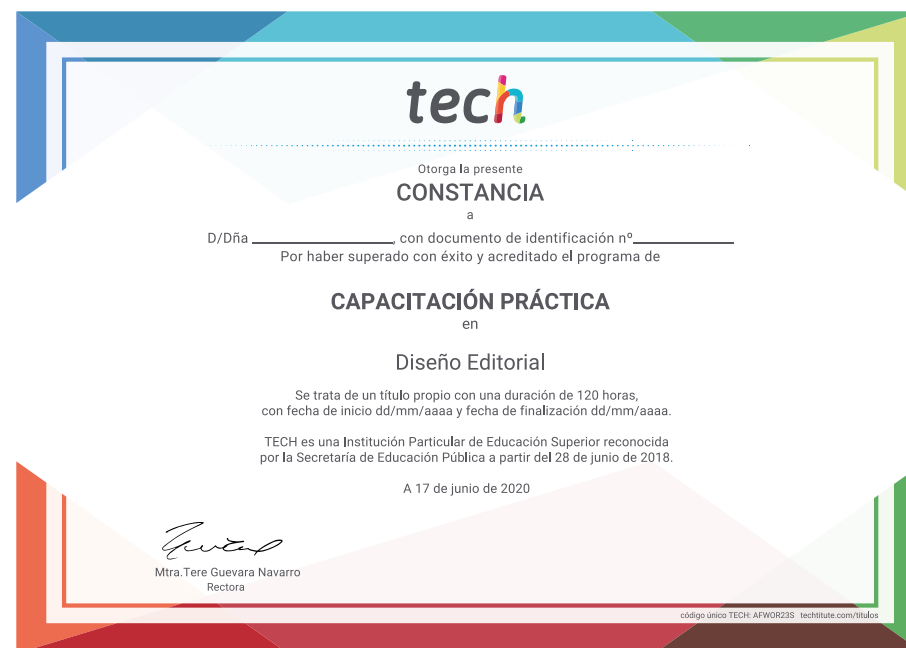 tech
Otorga la presente
CONSTANCIA
a
D/Dña ____________________, con documento de identificación nº______________
Por haber superado con éxito y acreditado el programa de
CAPACITACIÓN PRÁCTICA
en
Diseño Editorial
Se trata de un título propio con una duración de 120 horas,
con fecha de inicio dd/mm/aaaa y fecha de finalización dd/mm/aaaa.
TECH es una Institución Particular de Educación Superior reconocida
por la Secretaría de Educación Pública a partir del 28 de junio de 2018.
A 17 de junio de 2020
Mtra.Tere Guevara Navarro
Rectora
código único TECH: AFWOR23S techtitute.com/títulos